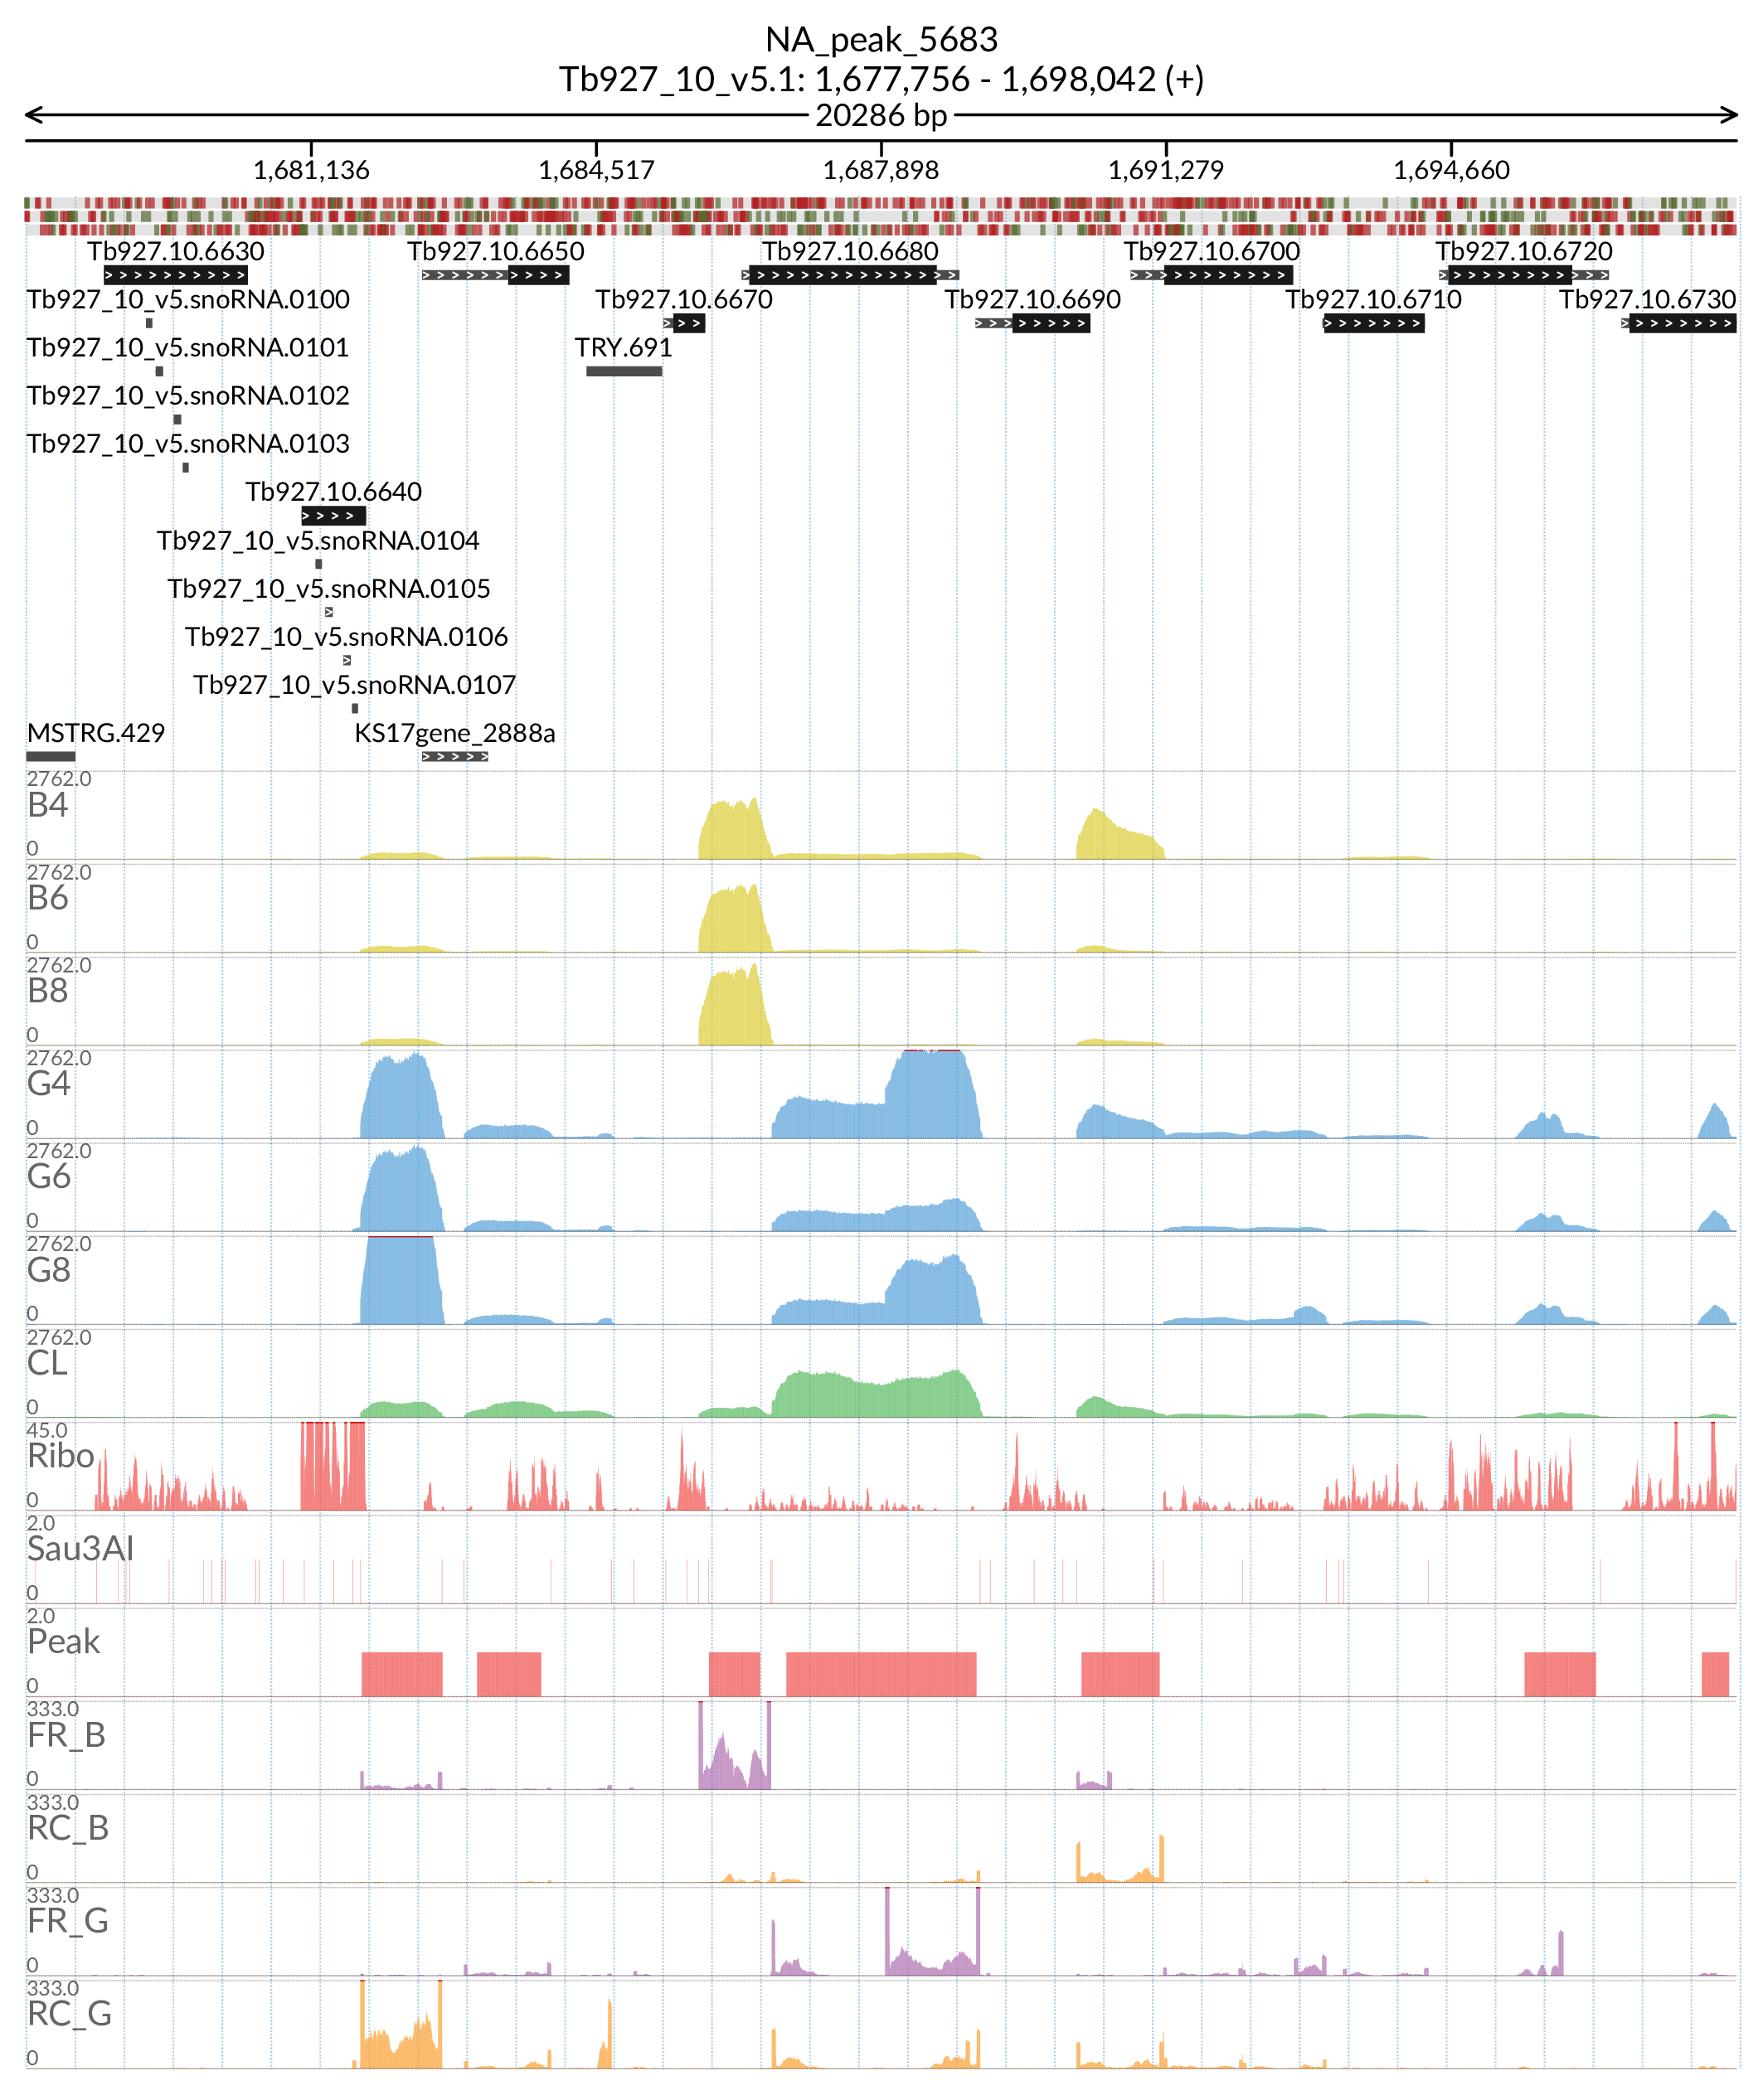 NA_peak_5683
Tb927_10_v5.1: 1,677,756 - 1,698,042 (+)
20286 bp
1,681,136 1,684,517 1,687,898 1,691,279 1,694,660
Tb927.10.6630 Tb927.10.6650 Tb927.10.6680 Tb927.10.6700 Tb927.10.6720
Tb927_10_v5.snoRNA.0100 Tb927.10.6670 Tb927.10.6690 Tb927.10.6710 Tb927.10.6730
Tb927_10_v5.snoRNA.0101 TRY.691
Tb927_10_v5.snoRNA.0102
Tb927_10_v5.snoRNA.0103
Tb927.10.6640
Tb927_10_v5.snoRNA.0104
Tb927_10_v5.snoRNA.0105
Tb927_10_v5.snoRNA.0106
Tb927_10_v5.snoRNA.0107
MSTRG.429 KS17gene_2888a
2762.0
B4
0
2762.0
B6
0
2762.0
B8
0
2762.0
G4
0
2762.0
G6
0
2762.0
G8
0
2762.0
CL
0
45.0
Ribo
0
2.0
Sau3AI
0
2.0
Peak
0
333.0
FR_B
0
333.0
RC_B
0
333.0
FR_G
0
333.0
RC_G
0